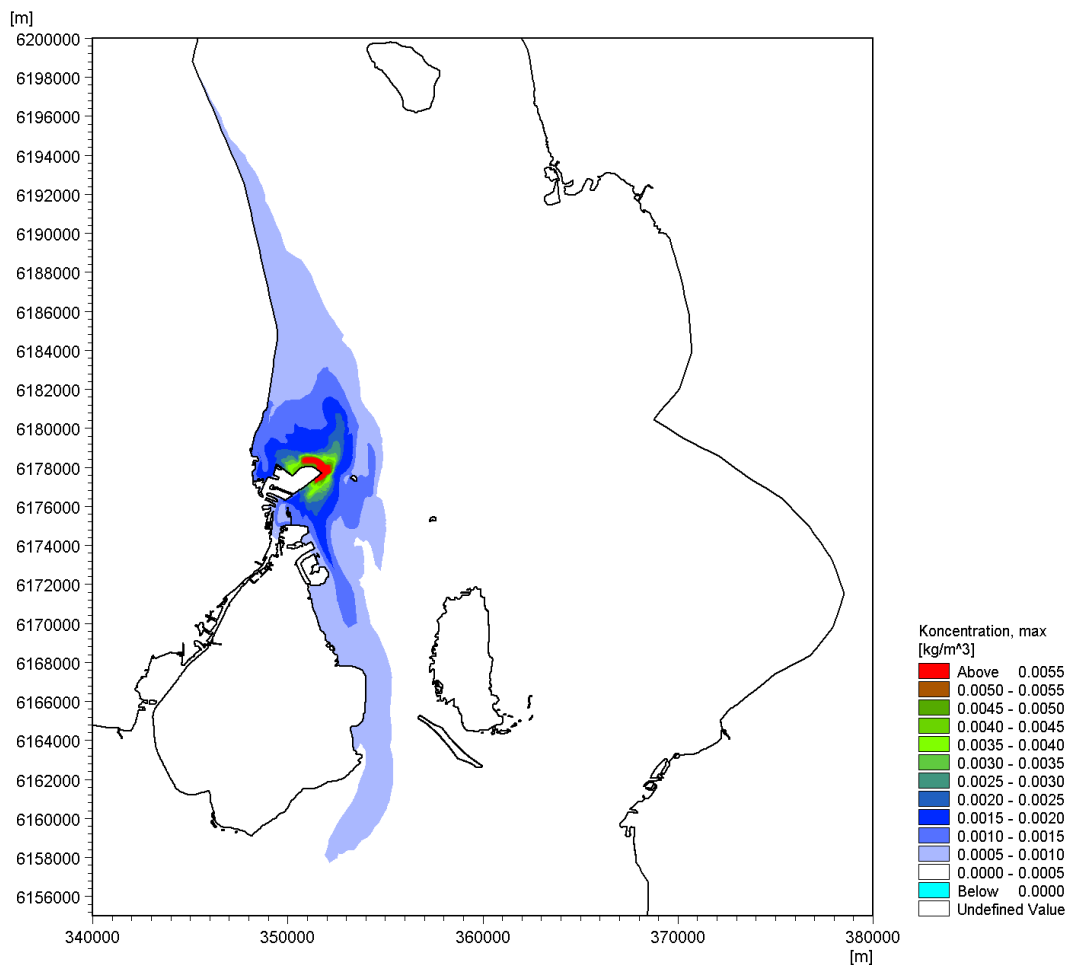 [m]
6200000
6198000
6196000
6194000
6192000
6190000
6188000
6186000
6184000
6182000
6180000
6178000
6176000
6174000
6172000
6170000
6168000
6166000
6164000
6162000
6160000
6158000
6156000
340000 350000 360000 370000 380000
[m]
Koncentration, max
[kg/m^3]
Above 0.0055
0.0050 - 0.0055
0.0045 - 0.0050
0.0040 - 0.0045
0.0035 - 0.0040
0.0030 - 0.0035
0.0025 - 0.0030
0.0020 - 0.0025
0.0015 - 0.0020
0.0010 - 0.0015
0.0005 - 0.0010
0.0000 - 0.0005
Below 0.0000
Undefined Value